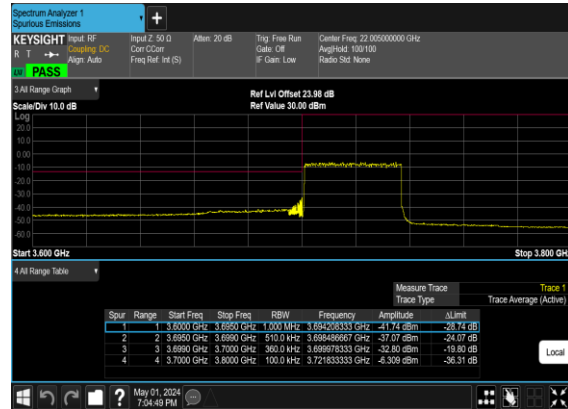 Spectrum Analyzer 1
Spurious Emissions
KEYSIGHT Input: RF Input Z: 50 Ω Atten: 20 dB Trig: Free Run Center Freq: 22.005000000 GHz
R T Coupling: DC Corr CCorr Gate: Off Avg|Hold: 100/100
Align: Auto Freq Ref: Int (S) IF Gain: Low Radio Std: None
LW PASS
3 All Range Graph
Ref Lvl Offset 23.98 dB
Scale/Div 10.0 dB Ref Value 30.00 dBm
Log
20.0
10.0
0.00
-10.0
-20.0
-30.0
-40.0
-50.0
-60.0
Start 3.600 GHz Stop 3.800 GHz
4 All Range Table
Measure Trace Trace 1
Trace Type Trace Average (Active)
Spur Range Start Freq Stop Freq RBW Frequency Amplitude ΔLimit
1 1 3.6000 GHz 3.6950 GHz 1.000 MHz 3.694208333 GHz -41.74 dBm -28.74 dB
2 2 3.6950 GHz 3.6990 GHz 510.0 kHz 3.698486667 GHz -37.07 dBm -24.07 dB
3 3 3.6990 GHz 3.7000 GHz 360.0 kHz 3.699978333 GHz -32.80 dBm -19.80 dB
4 4 3.7000 GHz 3.8000 GHz 100.0 kHz 3.721833333 GHz -6.309 dBm -36.31 dB
Local
May 01, 2024
7:04:49 PM